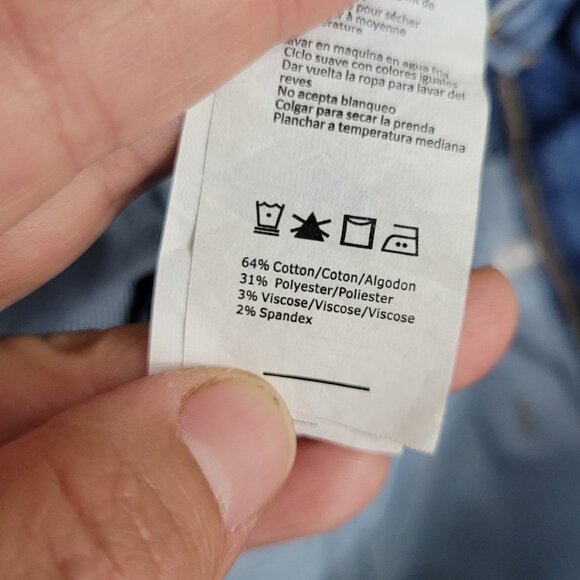 de
pour sécher
à moyenne
lavar en maquina en agua fria
Ciclo suave con colores iguales
Dar vuelta la ropa para lavar del
reves
No acepta blanqueo
Colgar para secar la prenda
Planchar a temperatura mediana
64% Cotton/Coton/Algodon
31% Polyester/Poliester
3% Viscose/Viscose/Viscose
2% Spandex